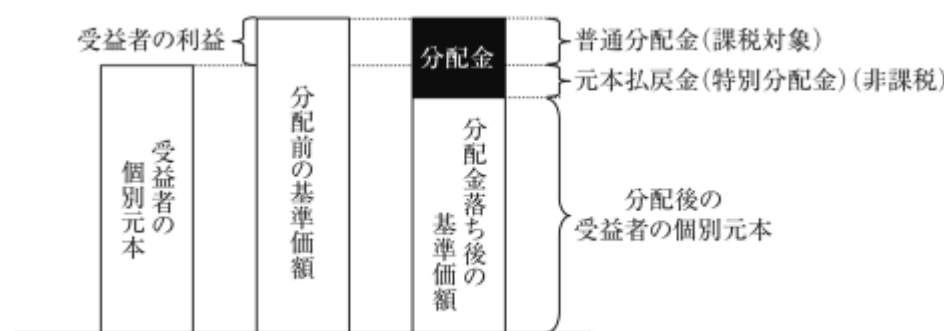 受益者の利益
受益者の
個別元本
分配前の基準価額
分配金
分配金落ち後の
基準価額
普通分配金(課税対象)
元本払戻金(特別分配金)(非課税)
分配後の
受益者の個別元本